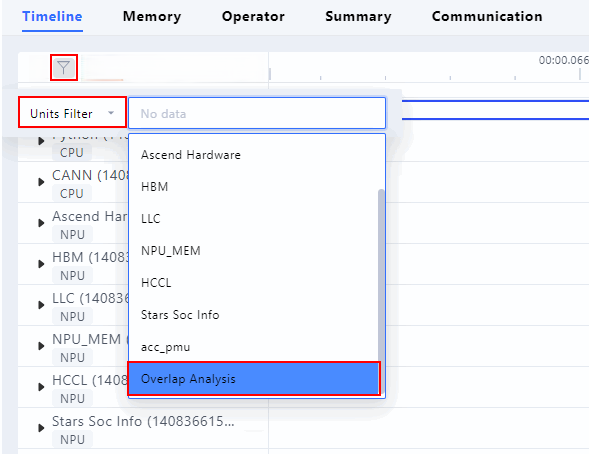 Timeline Memory Operator Summary Communication
00:00.066
Units Filter No data
CPU
Ascend Hardware
CANN (14083
CPU
HBM
Ascend Har
NPU
LLC
HBM (140836
NPU
NPU_MEM
HCCL
LLC (140836
NPU
Stars Soc Info
NPU_MEM (
NPU
acc_pmu
HCCL (14083
NPU
Overlap Analysis
Stars Soc Info (140836615...
NPU